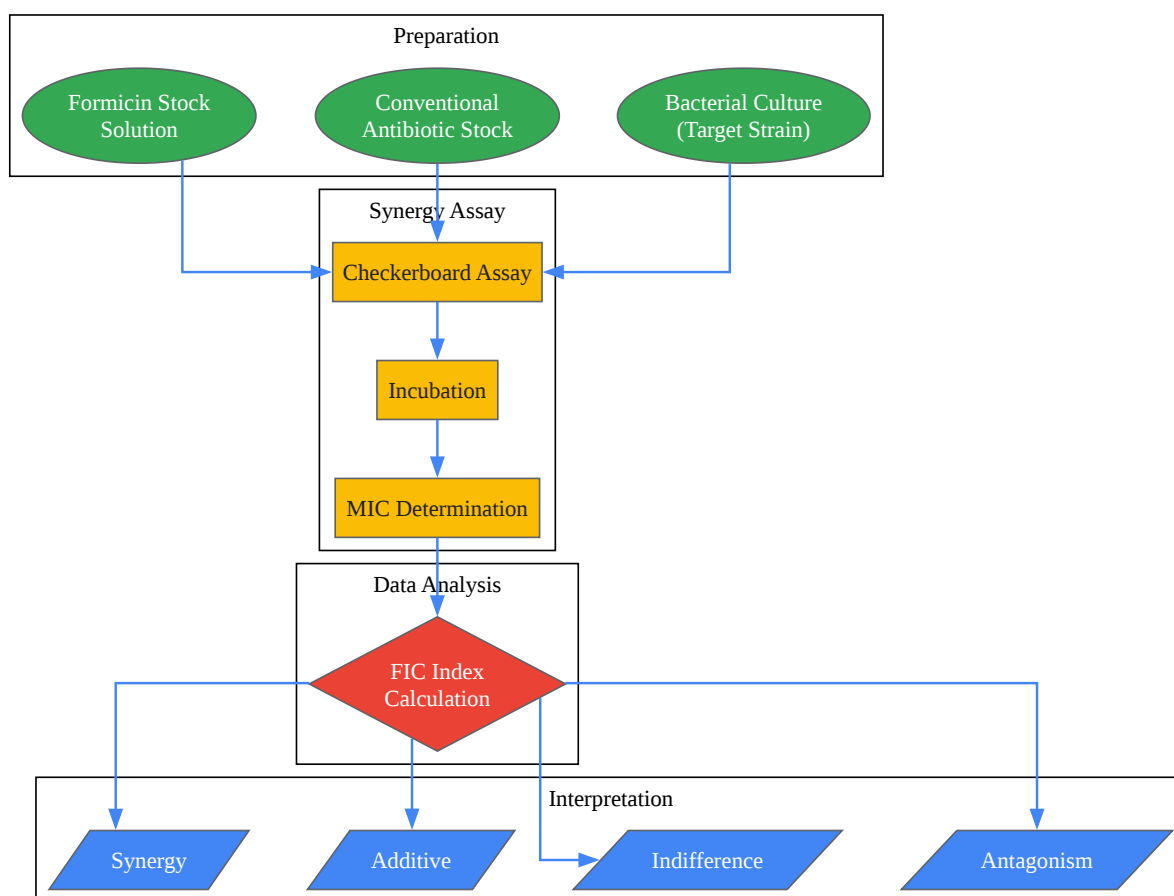 Preparation
Formicin Stock
Solution
Conventional
Antibiotic Stock
Bacterial Culture
(Target Strain)
Synergy Assay
Checkerboard Assay
Incubation
MIC Determination
Data Analysis
FIC Index
Calculation
Interpretation
Synergy
Additive
Indifference
Antagonism